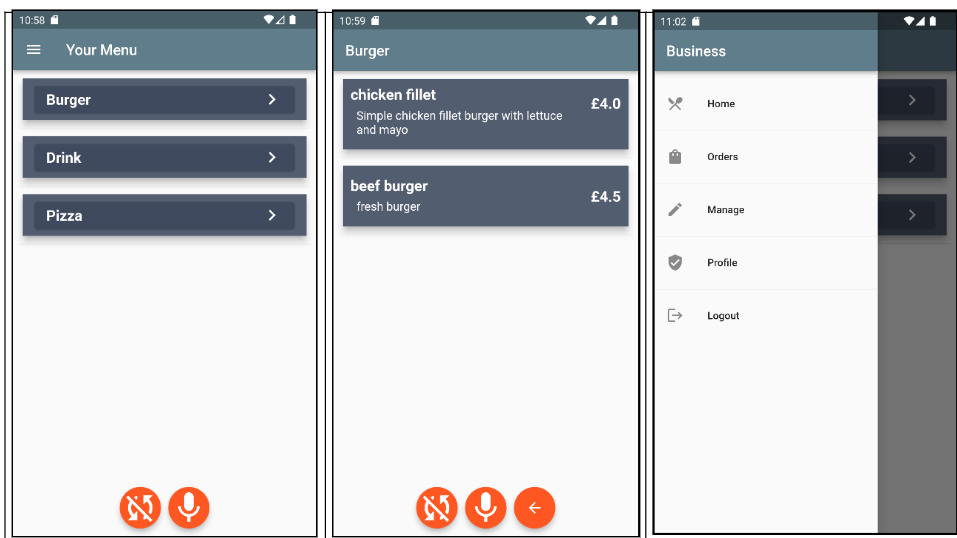 10:58
Your Menu
Burger
Drink
Pizza
10:59
Burger
chicken fillet
£4.0
Simple chicken fillet burger with lettuce
and mayo
beef burger
£4.5
fresh burger
11:02
Business
Home
Orders
Manage
Profile
Logout